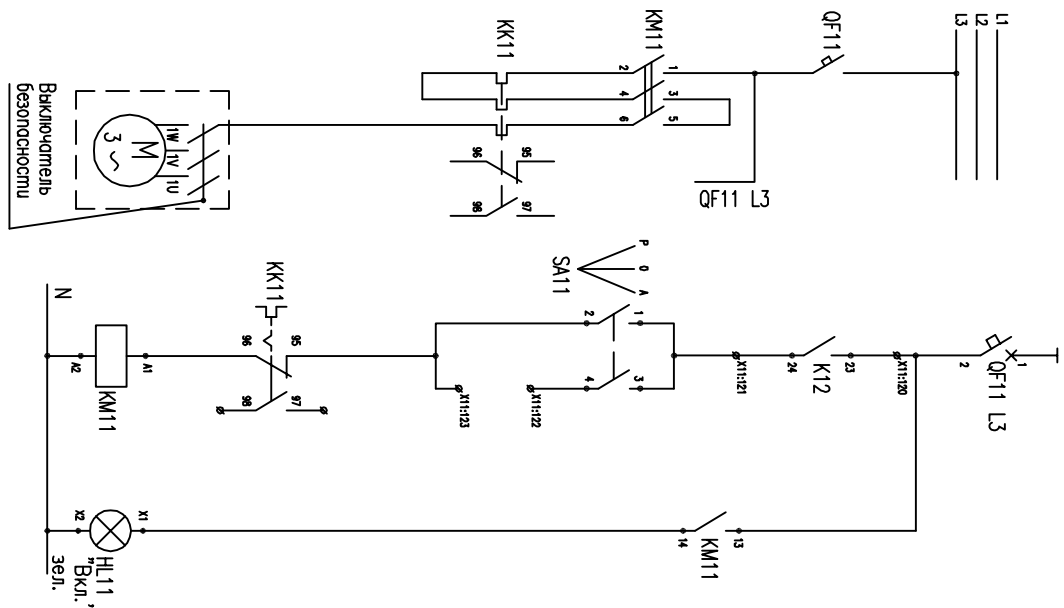 L1
L2
L3
QF11
QF11 L3
KM11
1
3
5
2
4
6
KK11
95
96
97
98
1W
1V
1U
M
3 ~
Выключатель
безопасности
QF11 L3
1
2
X11:120
K12
23
24
X11:121
SA11
P
0
A
1
2
3
4
X11:122
X11:123
KK11
95
96
97
98
KM11
A1
A2
N
KM11
13
14
HL11
"Вкл.,
зел.
X1
X2